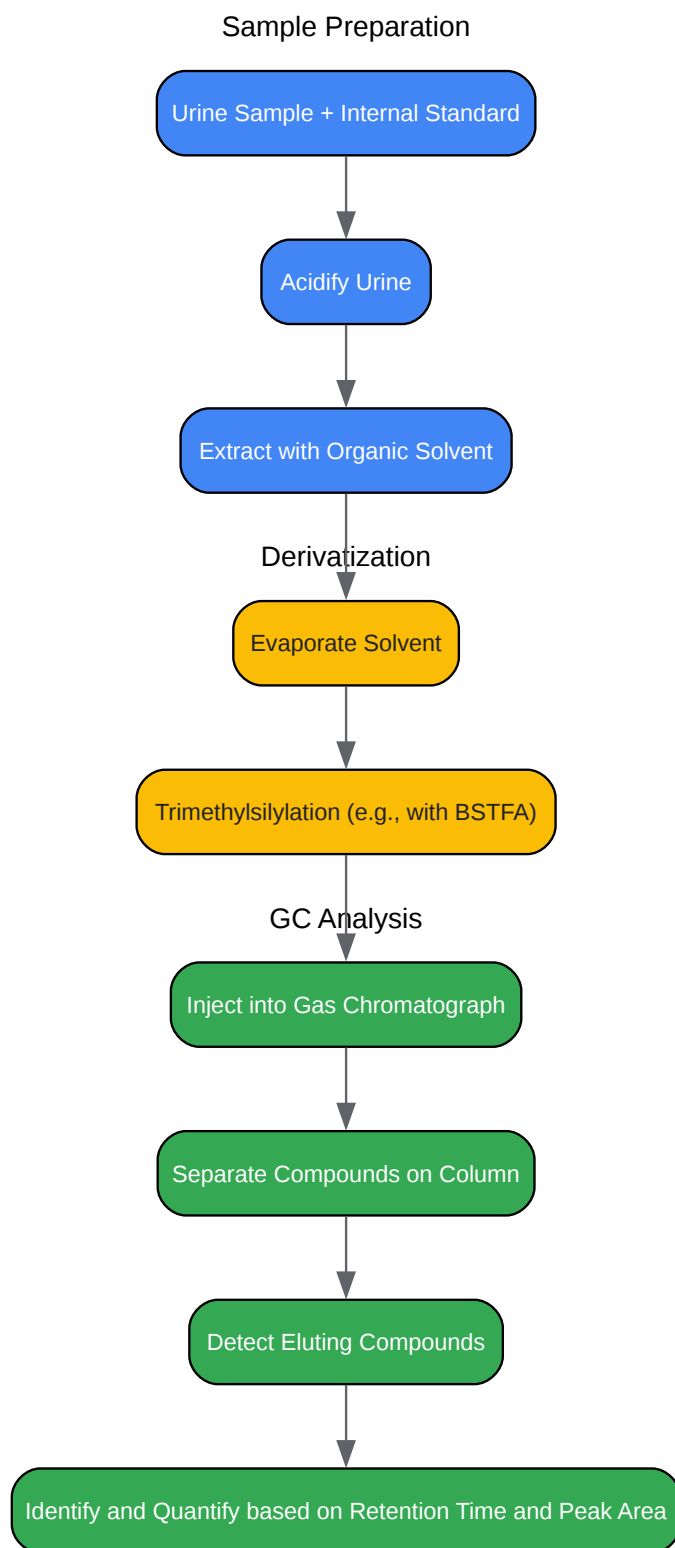 Sample Preparation
Urine Sample + Internal Standard
Acidify Urine
Extract with Organic Solvent
Derivatization
Evaporate Solvent
Trimethylsilylation (e.g., with BSTFA)
GC Analysis
Inject into Gas Chromatograph
Separate Compounds on Column
Detect Eluting Compounds
Identify and Quantify based on Retention Time and Peak Area